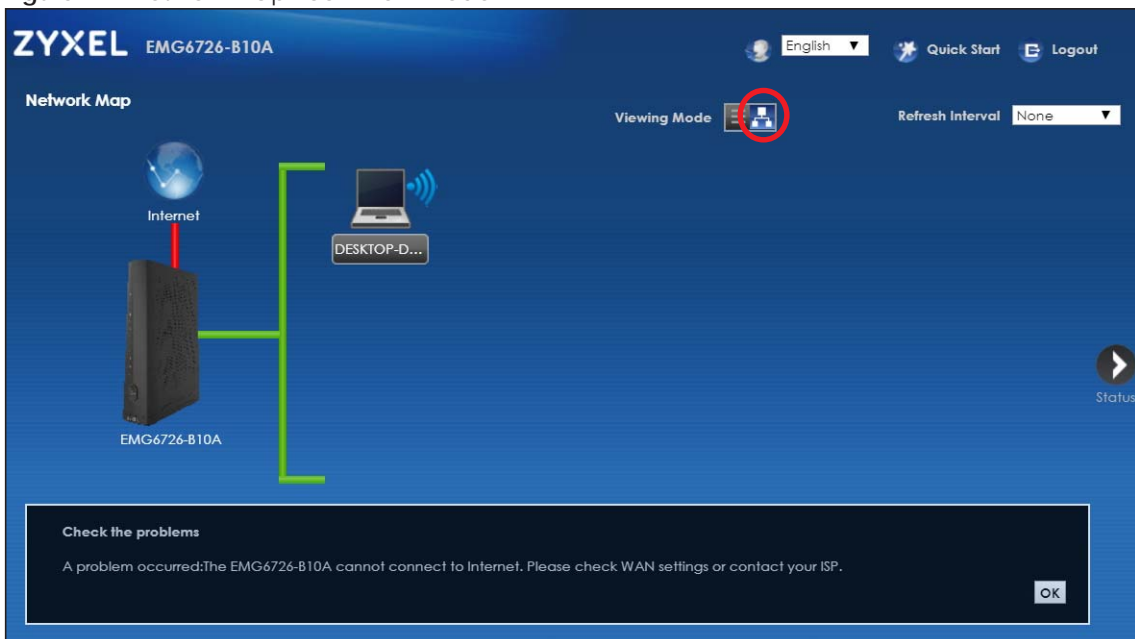 ZYXEL EMG6726-B10A
English
Quick Start
Logout
Network Map
Viewing Mode
Refresh Interval
None
Internet
DESKTOP-D...
EMG6726-B10A
Status
Check the problems
A problem occurred:The EMG6726-B10A cannot connect to Internet. Please check WAN settings or contact your ISP.
OK